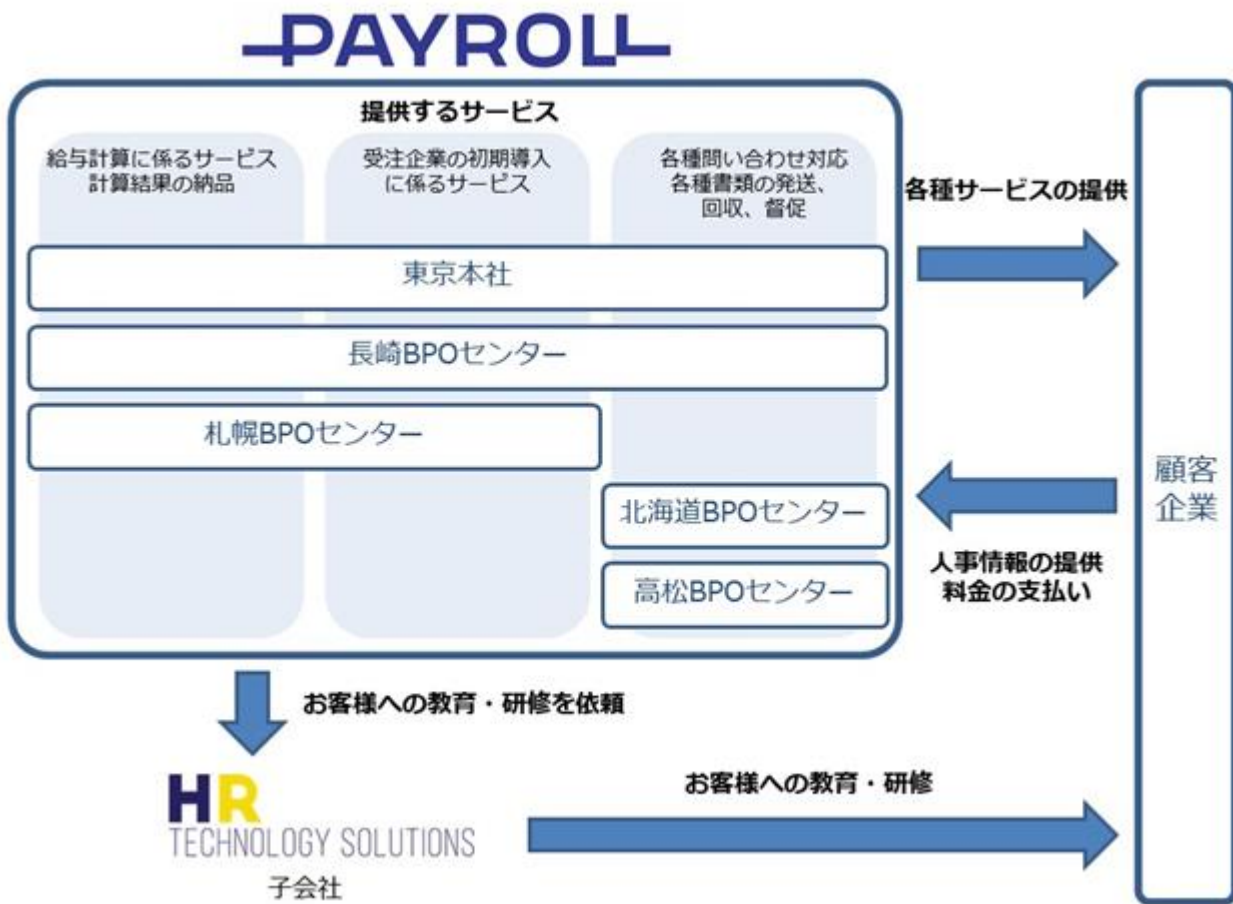 PAYROLL
提供するサービス
給与計算に係るサービス
計算結果の納品
受注企業の初期導入
に係るサービス
各種問い合わせ対応
各種書類の発送、
回収、督促
東京本社
長崎BPOセンター
札幌BPOセンター
北海道BPOセンター
高松BPOセンター
各種サービスの提供
人事情報の提供
料金の支払い
顧客
企業
お客様への教育・研修を依頼
HR
TECHNOLOGY SOLUTIONS
子会社
お客様への教育・研修